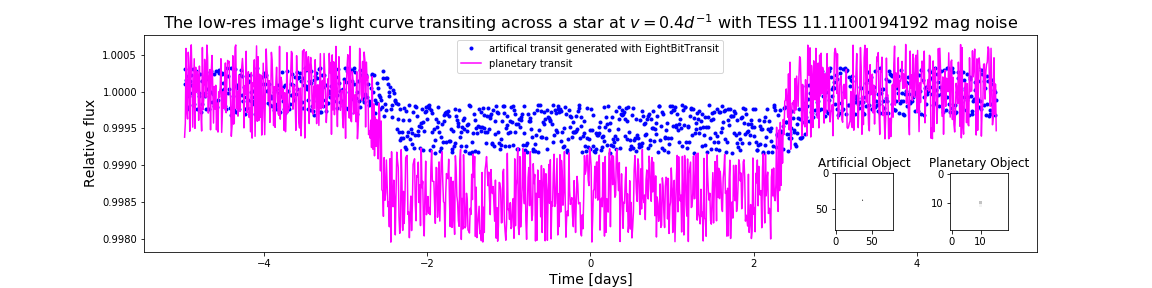 The low-res image's light curve transiting across a star at v = 0.4d⁻¹ with TESS 11.1100194192 mag noise
artifical transit generated with EightBitTransit
planetary transit
Relative flux
1.0005
1.0000
0.9995
0.9990
0.9985
0.9980
Artificial Object
0
50
0 50
Planetary Object
0
10
0 10
−4 −2 0 2 4
Time [days]